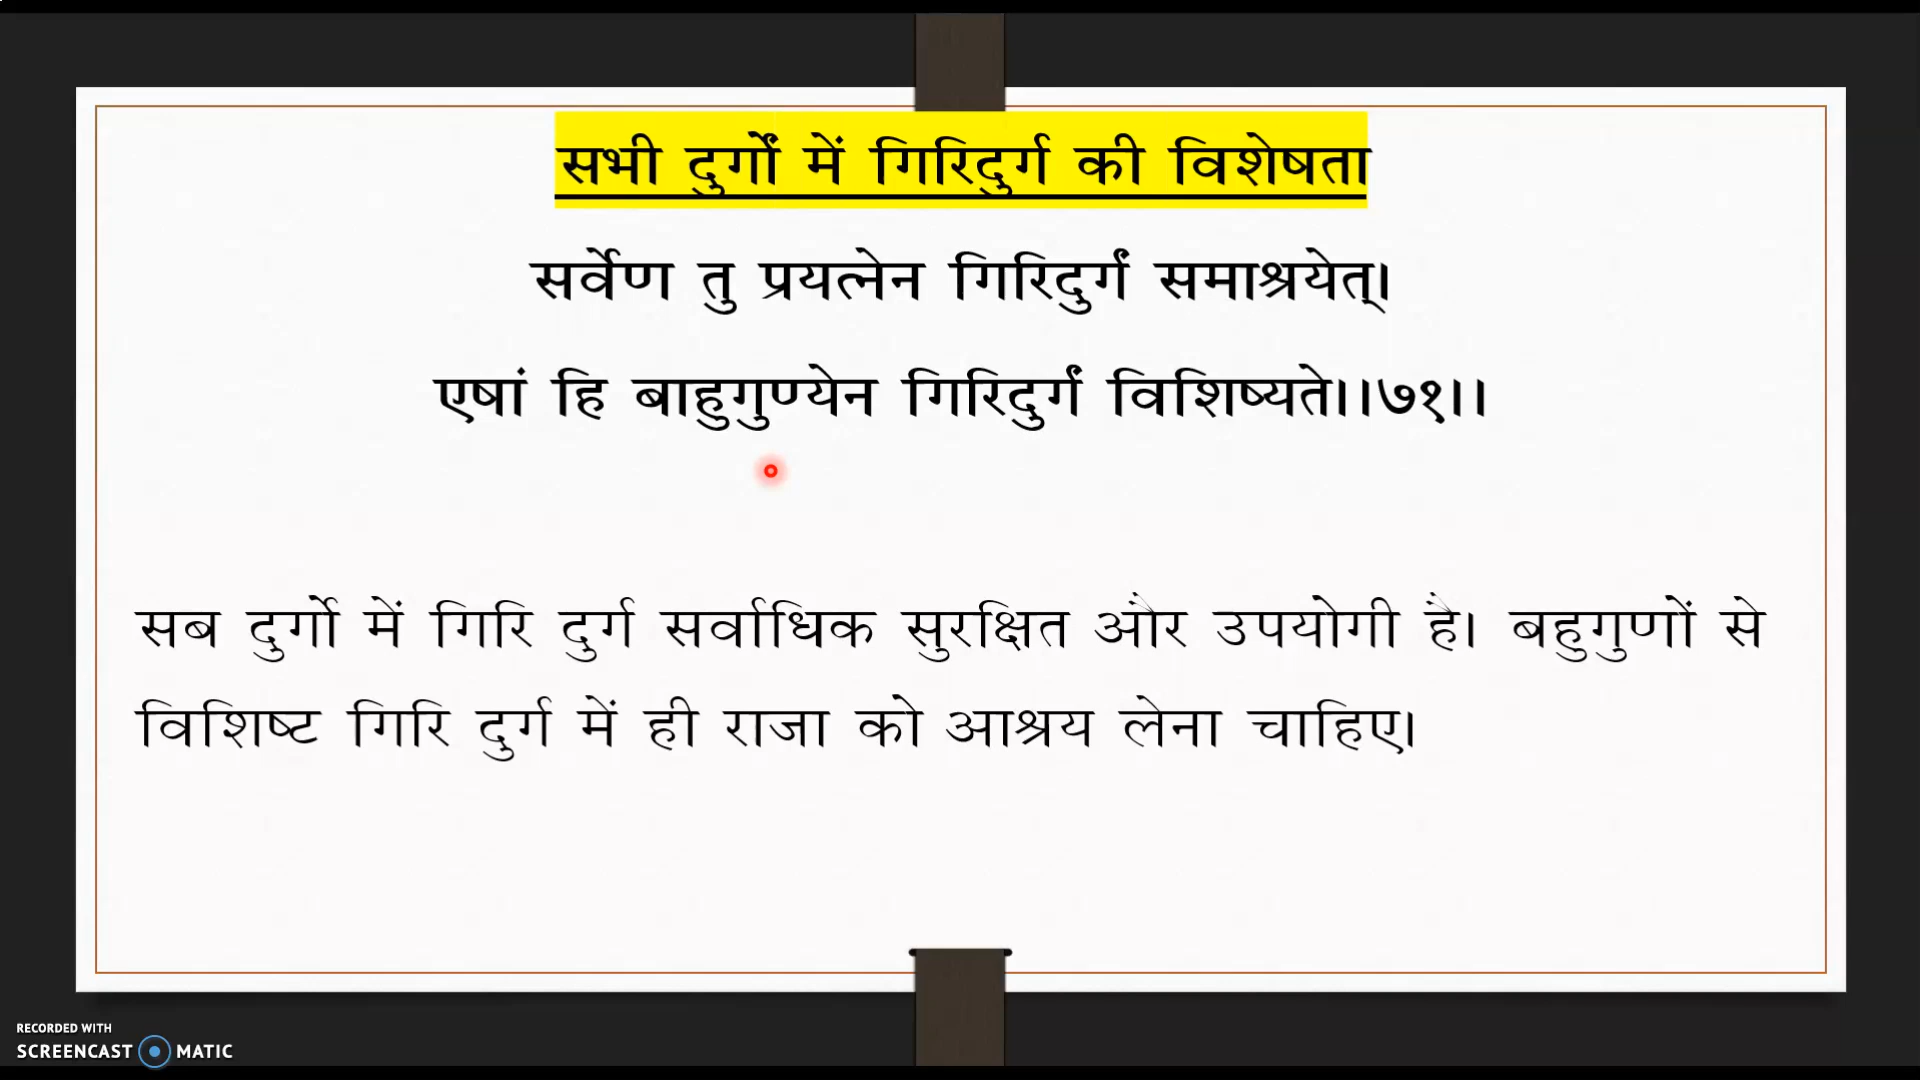 सभी दुर्गों में गिरिदुर्ग की विशेषता
सर्वेण तु प्रयत्नेन गिरिदुर्गं समाश्रयेत्।
एषां हि बाहुगुण्येन गिरिदुर्गं विशिष्यते।।७१।।
सब दुर्गो में गिरि दुर्ग सर्वाधिक सुरक्षित और उपयोगी है। बहुगुणों से
विशिष्ट गिरि दुर्ग में ही राजा को आश्रय लेना चाहिए।
RECORDED WITH
SCREENCAST MATIC